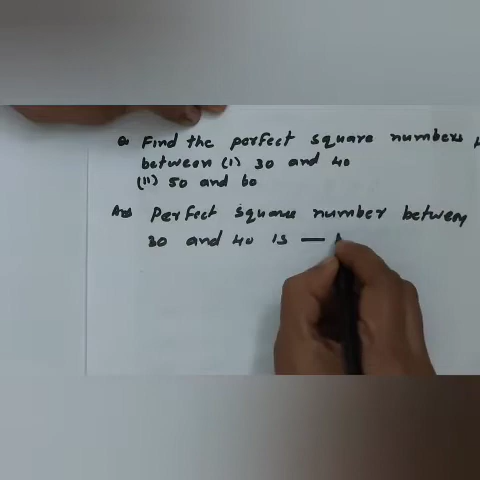 Q Find the perfect square numbers
between (I) 30 and 40
(II) 50 and 60
Ans Perfect square number betwen
30 and 40 is —